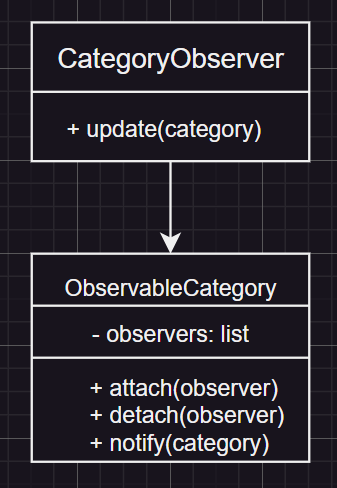 CategoryObserver
+ update(category)
ObservableCategory
- observers: list
+ attach(observer)
+ detach(observer)
+ notify(category)